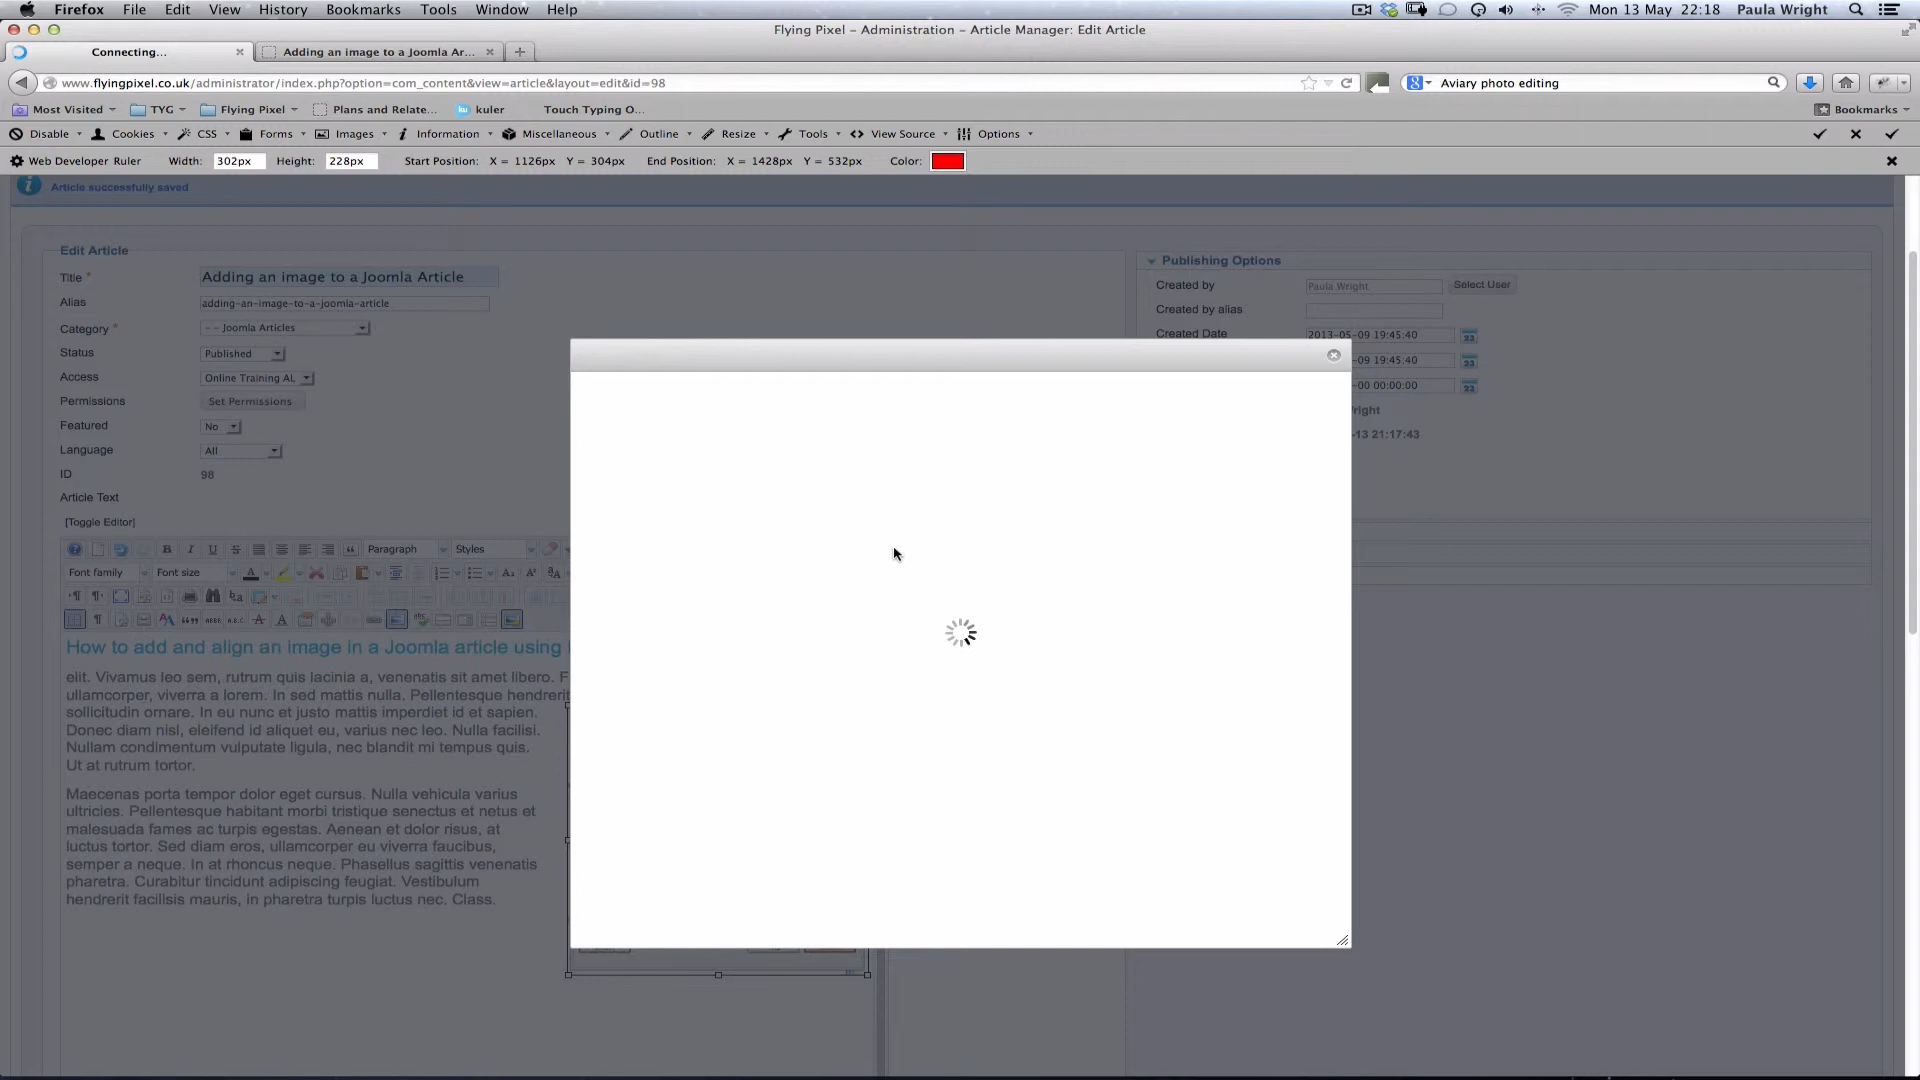 Firefox File Edit View History Bookmarks Tools Window Help Mon 13 May 22:18 Paula Wright
Flying Pixel – Administration – Article Manager: Edit Article
Connecting... Adding an image to a Joomla Ar...
www.flyingpixel.co.uk/administrator/index.php?option=com_content&view=article&layout=edit&id=98 Aviary photo editing
Most Visited TYG Flying Pixel Plans and Relate... ku kuler Touch Typing O... Bookmarks
Disable Cookies CSS Forms Images Information Miscellaneous Outline Resize Tools View Source Options
Web Developer Ruler Width: 302px Height: 228px Start Position: X = 1126px Y = 304px End Position: X = 1428px Y = 532px Color:
Article successfully saved
Edit Article
Title * Adding an image to a Joomla Article
Alias adding-an-image-to-a-joomla-article
Category * - - Joomla Articles
Status Published
Access Online Training AL
Permissions Set Permissions
Featured No
Language All
ID 98
Article Text
[Toggle Editor]
Paragraph Styles
Font family Font size
How to add and align an image in a Joomla article using
elit. Vivamus leo sem, rutrum quis lacinia a, venenatis sit amet libero. F
ullamcorper, viverra a lorem. In sed mattis nulla. Pellentesque hendrerit
sollicitudin ornare. In eu nunc et justo mattis imperdiet id et sapien.
Donec diam nisl, eleifend id aliquet eu, varius nec leo. Nulla facilisi.
Nullam condimentum vulputate ligula, nec blandit mi tempus quis.
Ut at rutrum tortor.
Maecenas porta tempor dolor eget cursus. Nulla vehicula varius
ultricies. Pellentesque habitant morbi tristique senectus et netus et
malesuada fames ac turpis egestas. Aenean et dolor risus, at
luctus tortor. Sed diam eros, ullamcorper eu viverra faucibus,
semper a neque. In at rhoncus neque. Phasellus sagittis venenatis
pharetra. Curabitur tincidunt adipiscing feugiat. Vestibulum
hendrerit facilisis mauris, in pharetra turpis luctus nec. Class.
Publishing Options
Created by Paula Wright Select User
Created by alias
Created Date 2013-05-09 19:45:40
-09 19:45:40
-00 00:00:00
right
-13 21:17:43